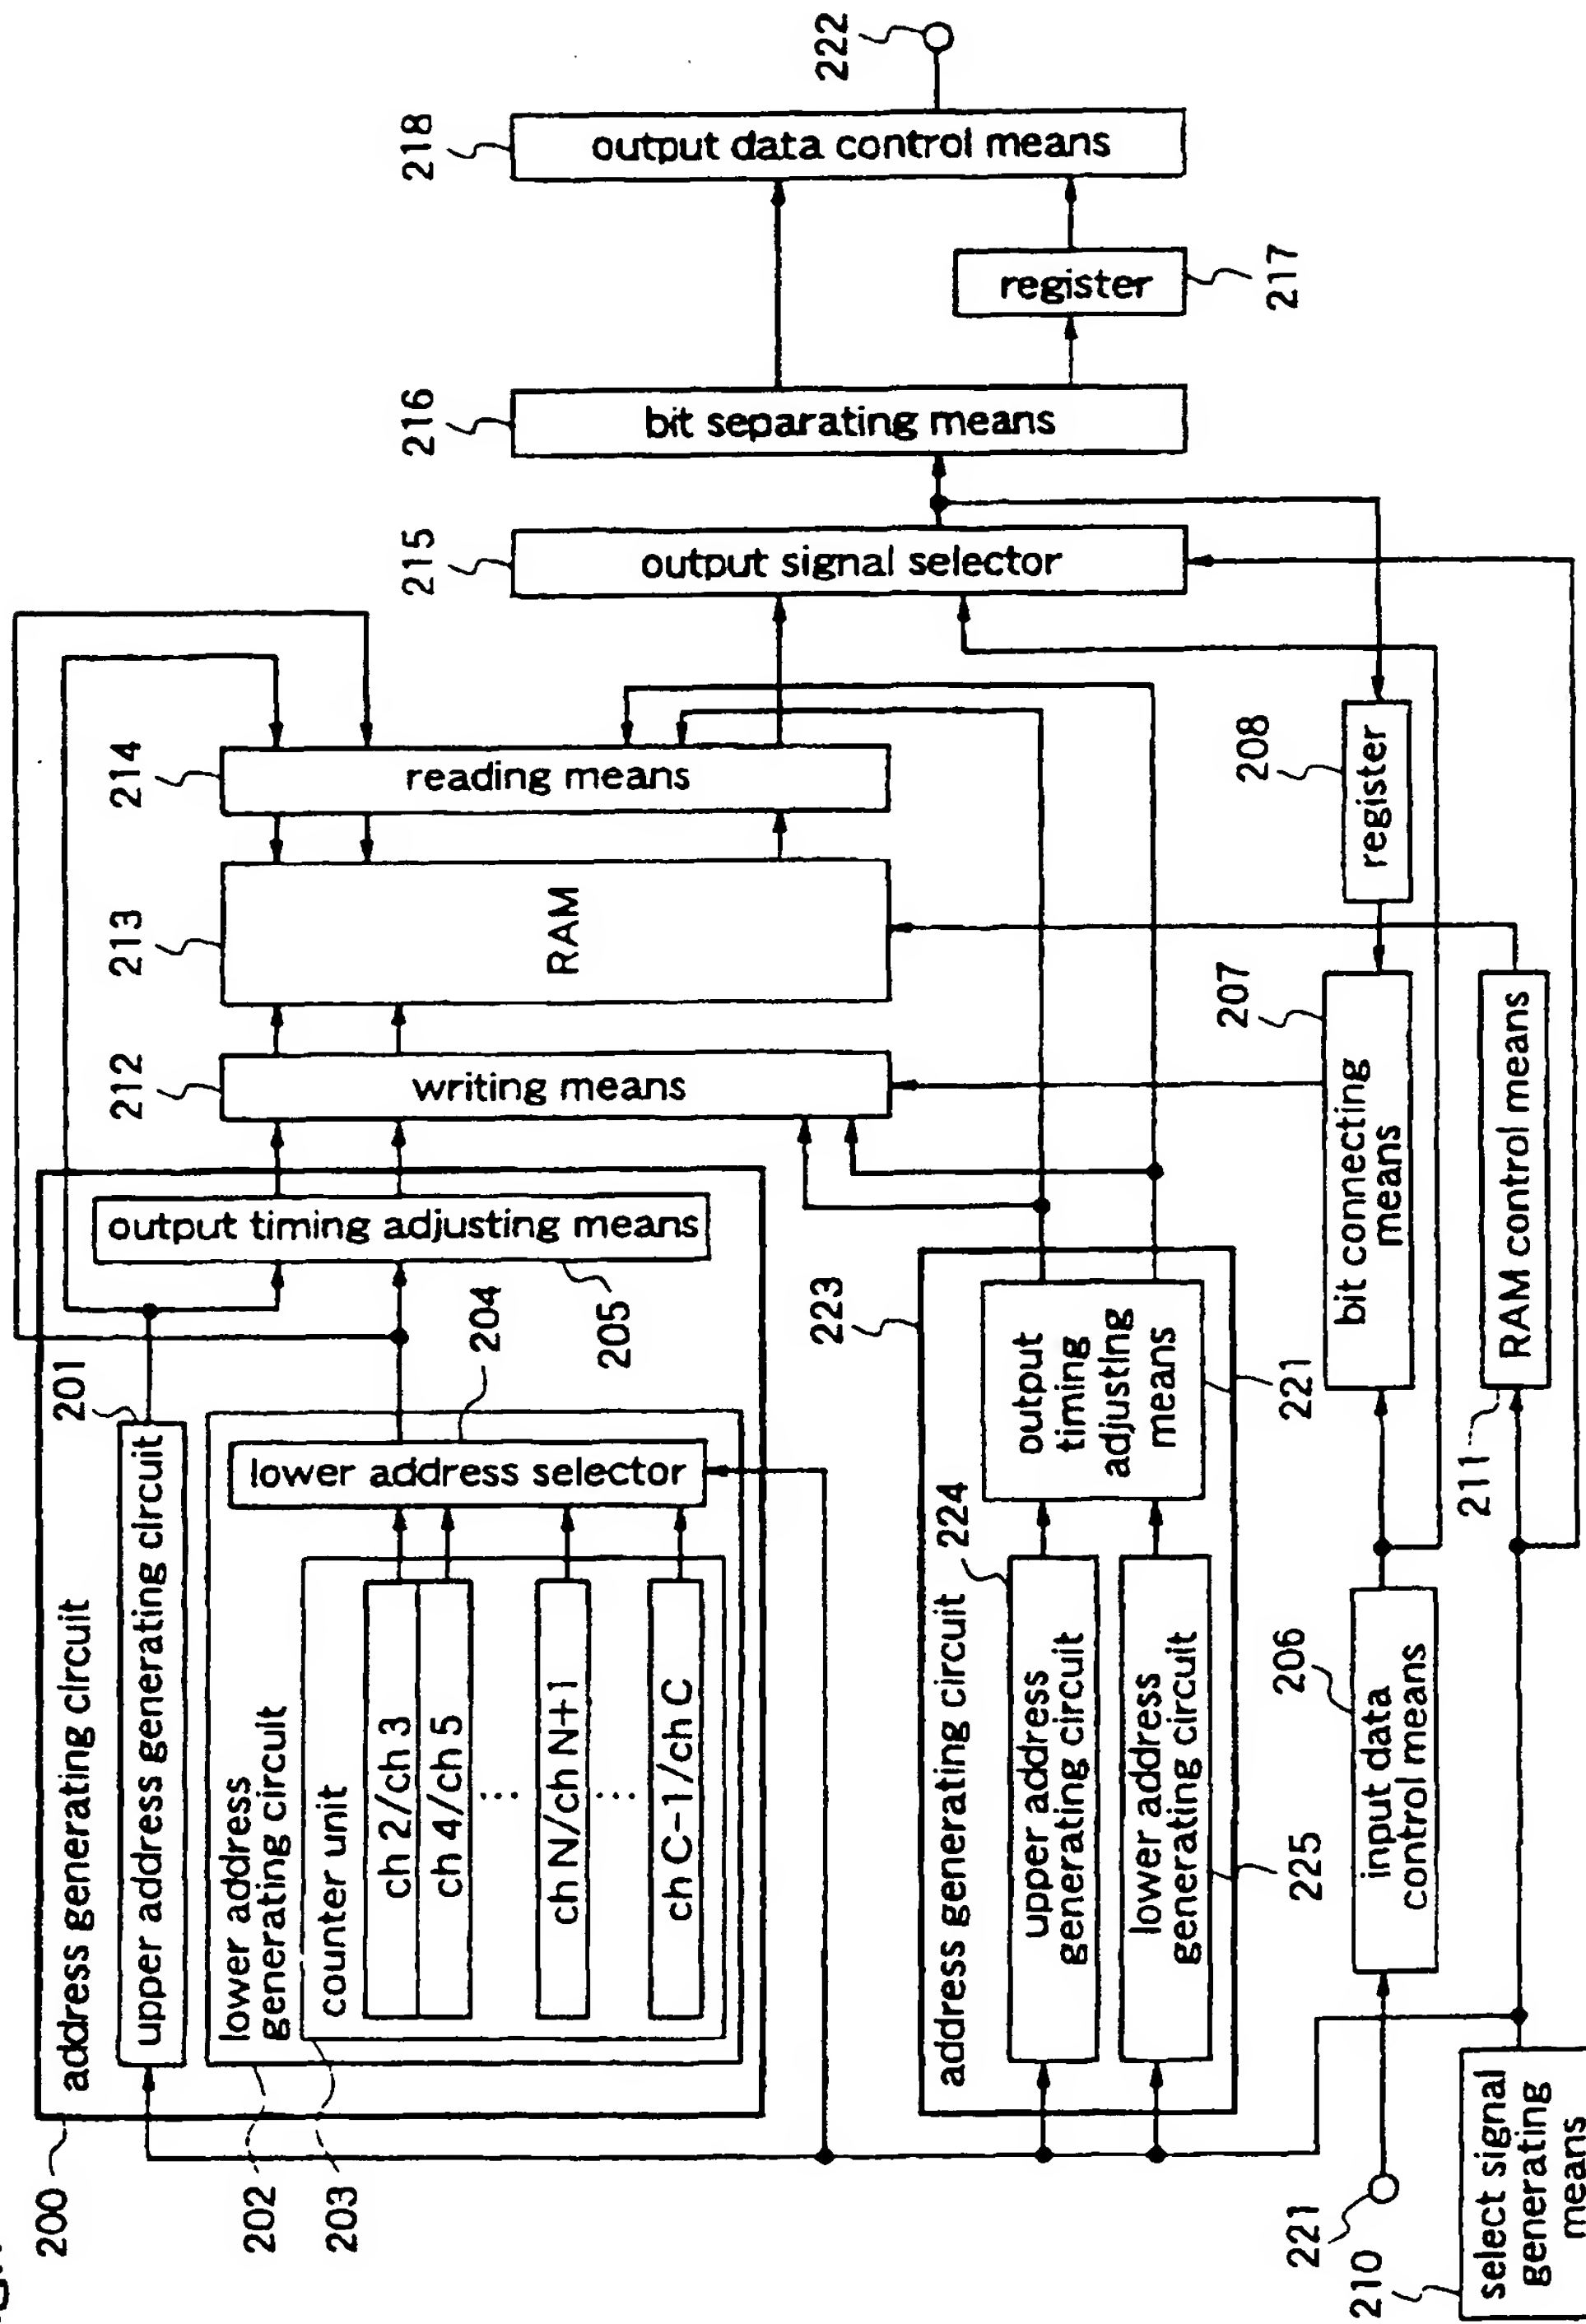 200
address generating circuit
201
upper address generating circuit
202
lower address
generating circuit
203
counter unit
ch 2/ch 3
ch 4/ch 5
...
ch N/ch N+1
...
ch C-1/ch C
204
lower address selector
205
output timing adjusting means
212
writing means
213
RAM
214
reading means
215
output signal selector
216
bit separating means
217
register
218
output data control means
222
223
address generating circuit
224
upper address
generating circuit
225
lower address
generating circuit
221
output
timing
adjusting
means
221
206
input data
control means
207
bit connecting
means
208
register
210
select signal
generating
means
211
RAM control means